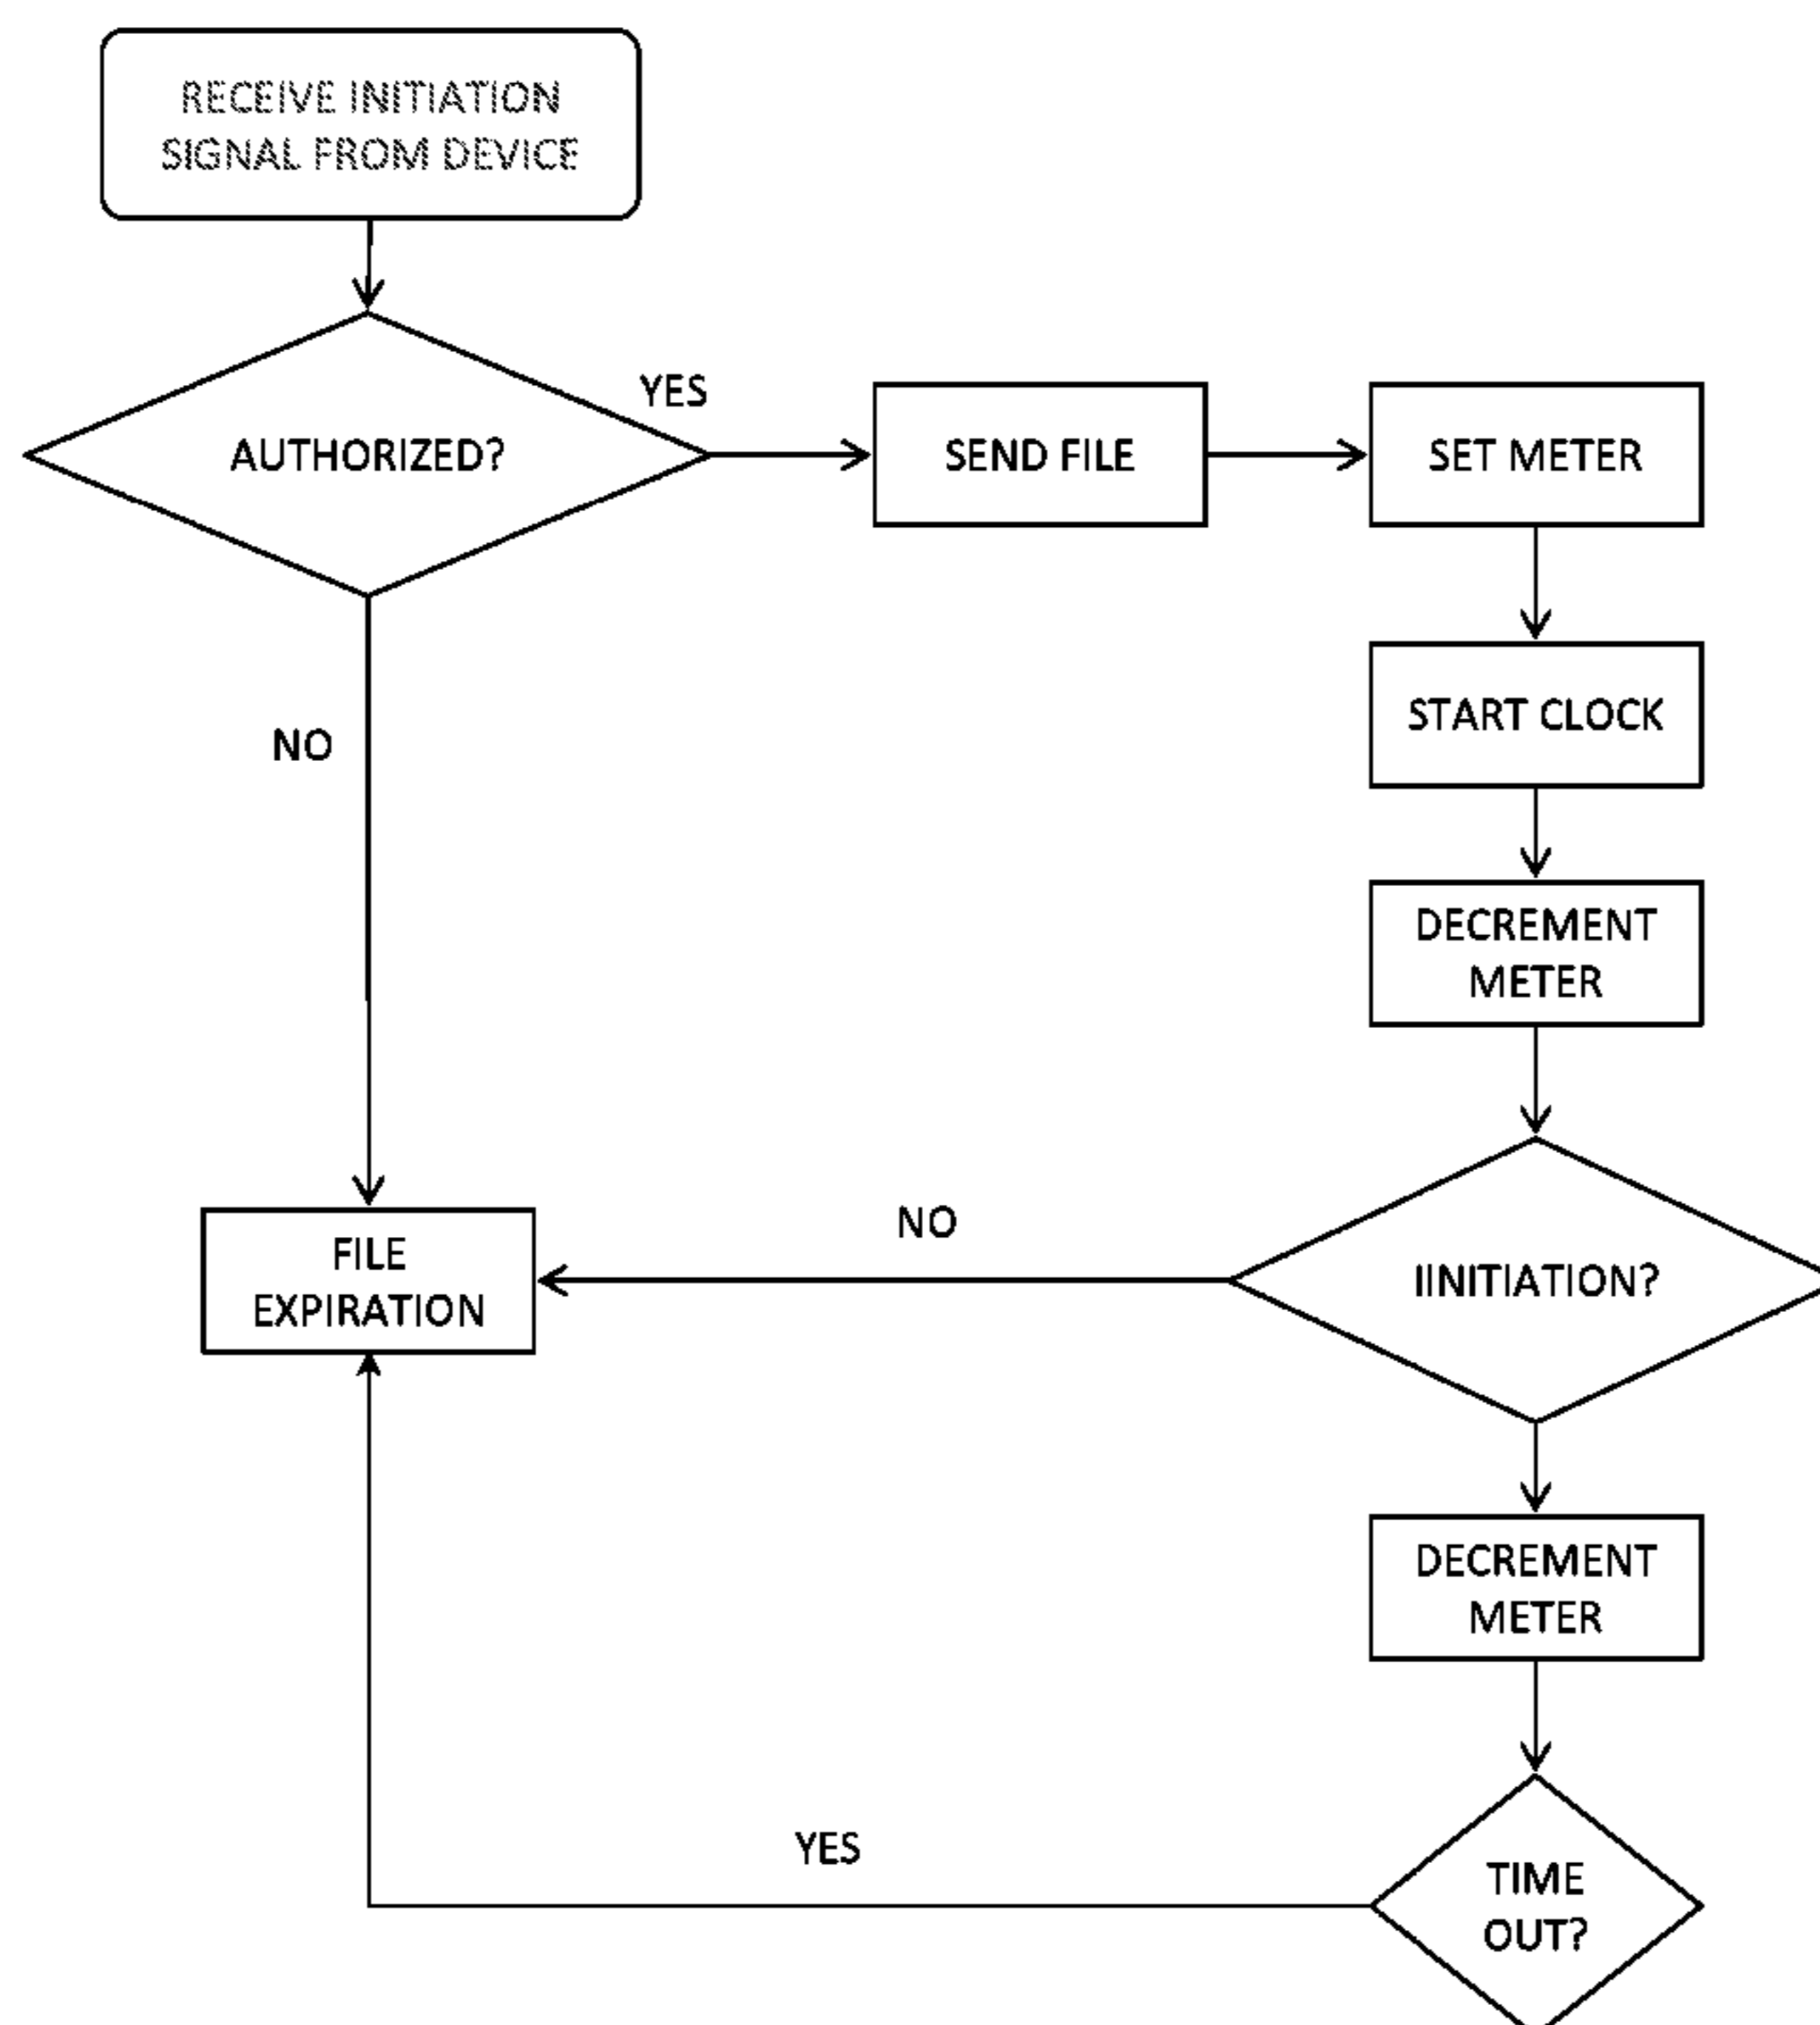 RECEIVE INITIATION
SIGNAL FROM DEVICE
AUTHORIZED?
YES
SEND FILE
SET METER
START CLOCK
NO
DECREMENT
METER
IINITIATION?
NO
FILE
EXPIRATION
DECREMENT
METER
TIME
OUT?
YES